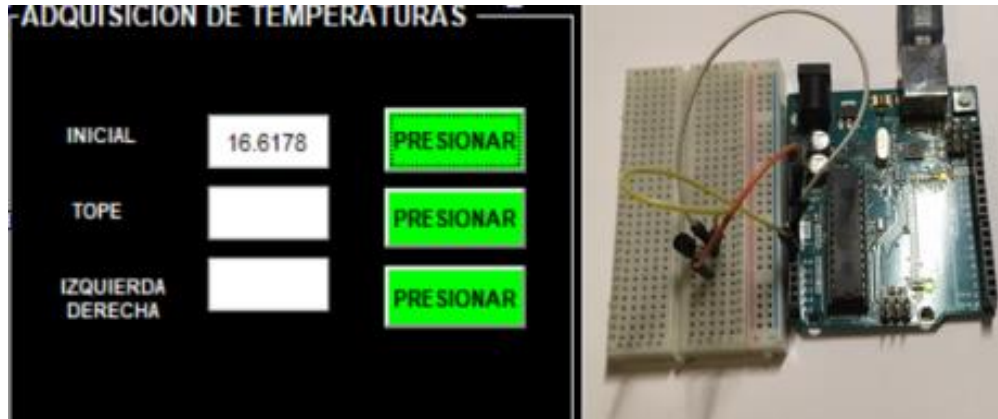 ADQUISICION DE TEMPERATURAS
INICIAL
16.6178
PRESIONAR
TOPE
PRESIONAR
IZQUIERDA
DERECHA
PRESIONAR